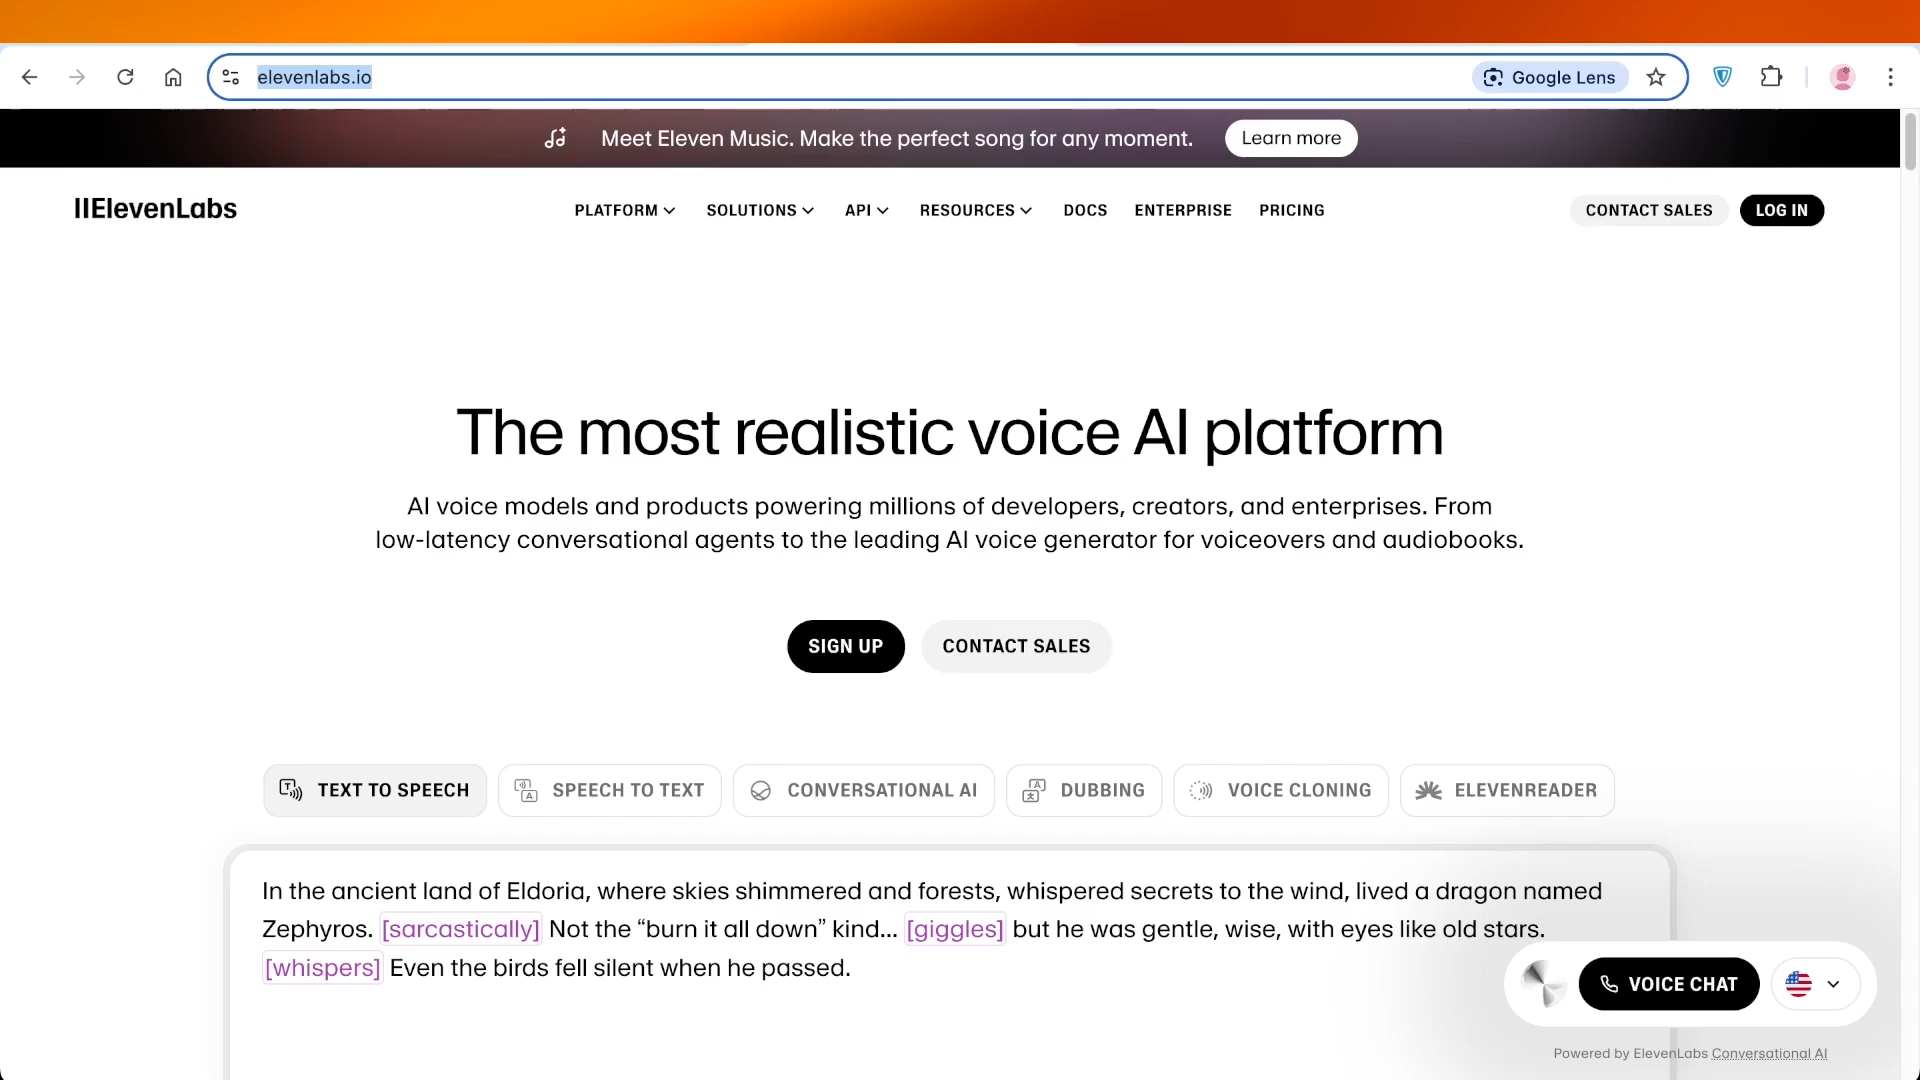 elevenlabs.io
Google Lens
Meet Eleven Music. Make the perfect song for any moment.
Learn more
IIElevenLabs
PLATFORM
SOLUTIONS
API
RESOURCES
DOCS
ENTERPRISE
PRICING
CONTACT SALES
LOG IN
The most realistic voice AI platform
AI voice models and products powering millions of developers, creators, and enterprises. From
low-latency conversational agents to the leading AI voice generator for voiceovers and audiobooks.
SIGN UP
CONTACT SALES
TEXT TO SPEECH
SPEECH TO TEXT
CONVERSATIONAL AI
DUBBING
VOICE CLONING
ELEVENREADER
In the ancient land of Eldoria, where skies shimmered and forests, whispered secrets to the wind, lived a dragon named
Zephyros. [sarcastically] Not the “burn it all down” kind... [giggles] but he was gentle, wise, with eyes like old stars.
[whispers] Even the birds fell silent when he passed.
VOICE CHAT
Powered by ElevenLabs Conversational AI